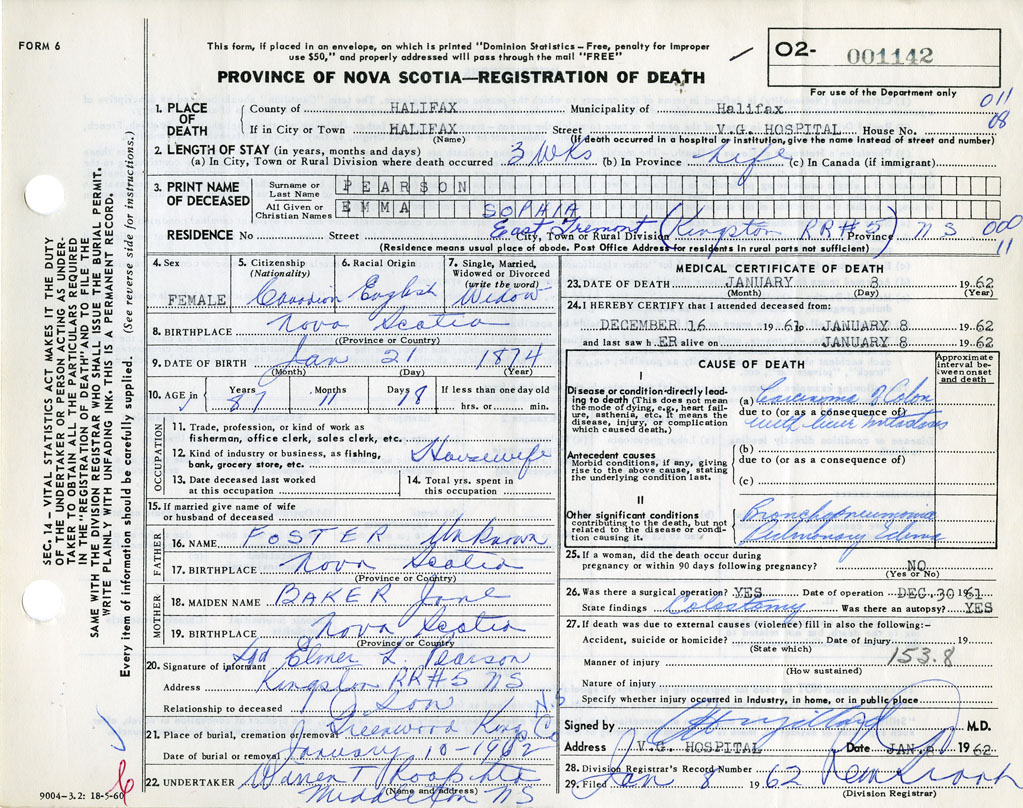 FORM 6
This form, if placed in an envelope, on which is printed "Dominion Statistics—Free, penalty for improper
use $50," and properly addressed will pass through the mail "FREE"
O2- 001142
For use of the Department only
PROVINCE OF NOVA SCOTIA—REGISTRATION OF DEATH
011
08
1. PLACE OF DEATH
County of HALIFAX Municipality of Halifax
If in City or Town HALIFAX Street V.G. HOSPITAL House No.
(Name) (If death occurred in a hospital or institution, give the name instead of street and number)
2. LENGTH OF STAY (in years, months and days)
(a) In City, Town or Rural Division where death occurred 3 Wks (b) In Province Life (c) In Canada (if immigrant)
3. PRINT NAME OF DECEASED
Surname or Last Name PEARSON
All Given or Christian Names EMMA SOPHIA
RESIDENCE No Street East Tremont (Kingston RR#5) City, Town or Rural Division Province NS 000
11
(Residence means usual place of abode. Post Office Address for residents in rural parts not sufficient)
SEC. 14 — VITAL STATISTICS ACT MAKES IT THE DUTY
OF THE UNDERTAKER OR PERSON ACTING AS UNDER-
TAKER TO OBTAIN ALL THE PARTICULARS REQUIRED
IN THE "REGISTRATION OF DEATH" AND TO FILE THE
SAME WITH THE DIVISION REGISTRAR WHO SHALL ISSUE THE BURIAL PERMIT.
WRITE PLAINLY WITH UNFADING INK. THIS IS A PERMANENT RECORD.
Every item of information should be carefully supplied. (See reverse side for instructions.)
4. Sex FEMALE
5. Citizenship (Nationality) Canadian
6. Racial Origin English
7. Single, Married, Widowed or Divorced (write the word) Widow
8. BIRTHPLACE Nova Scotia
(Province or Country)
9. DATE OF BIRTH Jan 21 1874
(Month) (Day) (Year)
10. AGE in Years 87 Months 11 Days 18 If less than one day old
hrs. or min.
OCCUPATION
11. Trade, profession, or kind of work as
fisherman, office clerk, sales clerk, etc.
12. Kind of industry or business, as fishing,
bank, grocery store, etc. Housewife
13. Date deceased last worked
at this occupation
14. Total yrs. spent in
this occupation
15. If married give name of wife
or husband of deceased
FATHER
16. NAME FOSTER Unknown
17. BIRTHPLACE Nova Scotia
(Province or Country)
MOTHER
18. MAIDEN NAME BAKER Jane
19. BIRTHPLACE Nova Scotia
(Province or Country)
20. Signature of informant Sgd Elmer L. Pearson
Address Kingston RR#5 NS
Relationship to deceased Son
21. Place of burial, cremation or removal Greenwood Kings Co N.S
Date of burial or removal January 10-1962
22. UNDERTAKER Warren T Roop Ltd
(Name and address)
Middleton NS
9004-3.2: 18-5-60
MEDICAL CERTIFICATE OF DEATH
23. DATE OF DEATH JANUARY 8 1962
(Month) (Day) (Year)
24. I HEREBY CERTIFY that I attended deceased from:
DECEMBER 16 1961 to JANUARY 8 1962
and last saw hER alive on JANUARY 8 1962
CAUSE OF DEATH
Approximate interval between onset and death
I
Disease or condition directly lead-
ing to death (This does not mean
the mode of dying, e.g., heart fail-
ure, asthenia, etc. It means the
disease, injury, or complication
which caused death.)
(a) Carcinoma of Colon
due to (or as a consequence of)
with liver metastases
Antecedent causes
Morbid conditions, if any, giving
rise to the above cause, stating
the underlying condition last.
(b)
due to (or as a consequence of)
(c)
II
Other significant conditions
contributing to the death, but not
related to the disease or condi-
tion causing it.
Bronchopneumonia
Pulmonary Edema
25. If a woman, did the death occur during
pregnancy or within 90 days following pregnancy? NO
(Yes or No)
26. Was there a surgical operation? YES Date of operation DEC.30 1961
State findings Colostomy Was there an autopsy? YES
27. If death was due to external causes (violence) fill in also the following:—
Accident, suicide or homicide? Date of injury 19
(State which)
153.8
Manner of injury
(How sustained)
Nature of injury
Specify whether injury occurred in Industry, in home, or in public place
Signed by M.D.
Address V.G. HOSPITAL Date JAN. 8 1962
28. Division Registrar's Record Number
29. Filed Jan 8 1962
(Division Registrar)